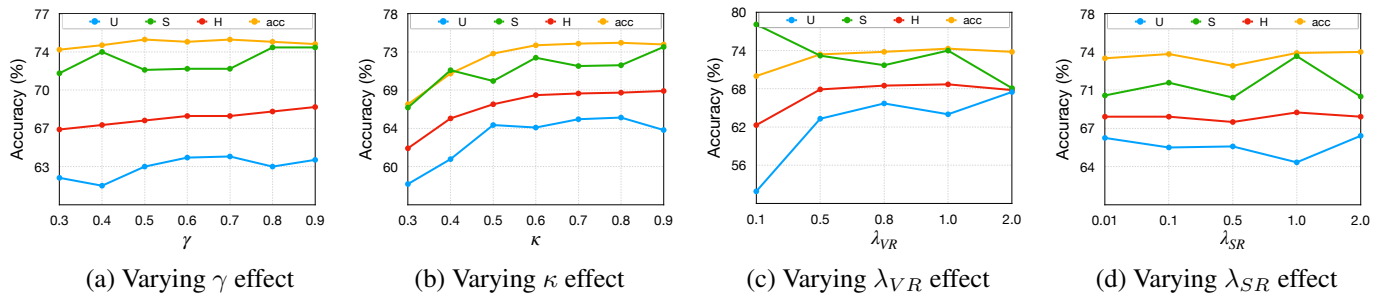 U S H acc
77
74
70
67
63
Accuracy (%)
0.3 0.4 0.5 0.6 0.7 0.8 0.9
γ
(a) Varying γ effect
U S H acc
78
73
69
64
60
Accuracy (%)
0.3 0.4 0.5 0.6 0.7 0.8 0.9
κ
(b) Varying κ effect
U S H acc
80
74
68
62
56
Accuracy (%)
0.1 0.5 0.8 1.0 2.0
λVR
(c) Varying λVR effect
U S H acc
78
74
71
67
64
Accuracy (%)
0.01 0.1 0.5 1.0 2.0
λSR
(d) Varying λSR effect